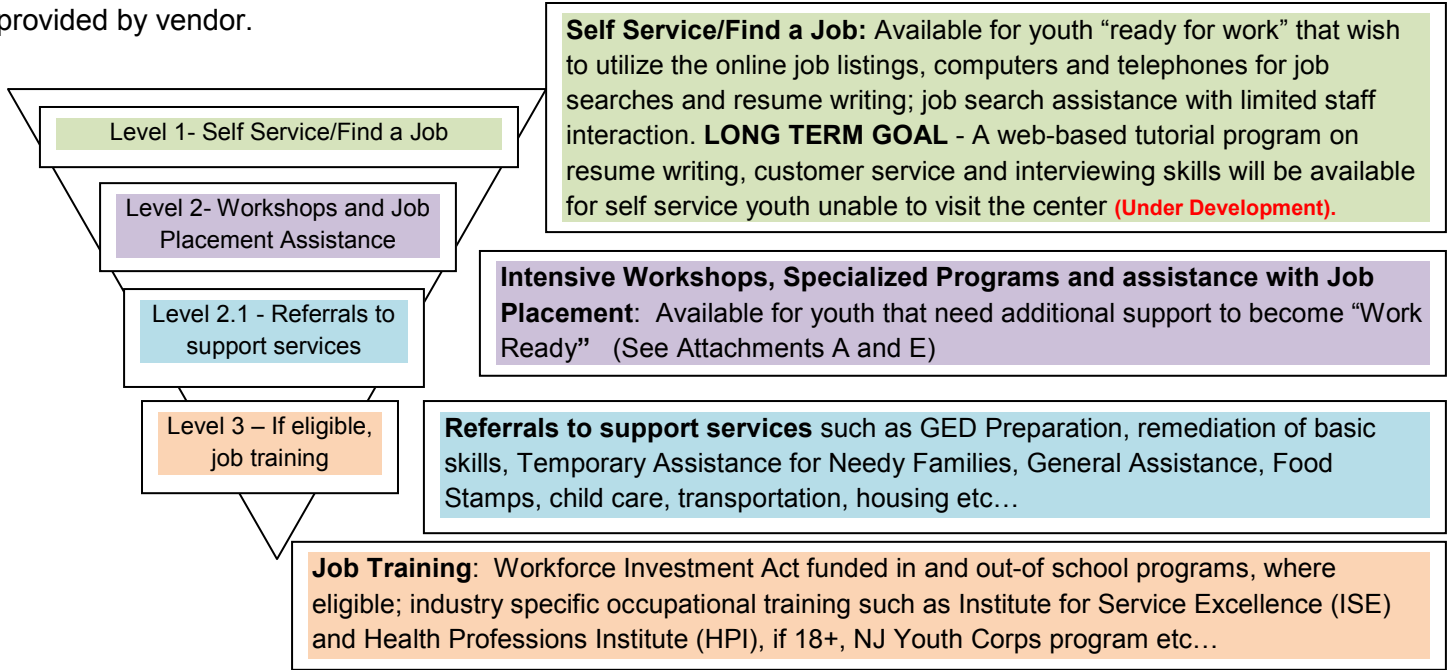 provided by vendor.
Self Service/Find a Job: Available for youth “ready for work” that wish
to utilize the online job listings, computers and telephones for job
searches and resume writing; job search assistance with limited staff
interaction. LONG TERM GOAL - A web-based tutorial program on
resume writing, customer service and interviewing skills will be available
for self service youth unable to visit the center (Under Development).
Level 1- Self Service/Find a Job
Level 2- Workshops and Job
Placement Assistance
Intensive Workshops, Specialized Programs and assistance with Job
Placement: Available for youth that need additional support to become “Work
Ready” (See Attachments A and E)
Level 2.1 - Referrals to
support services
Referrals to support services such as GED Preparation, remediation of basic
skills, Temporary Assistance for Needy Families, General Assistance, Food
Stamps, child care, transportation, housing etc…
Level 3 – If eligible,
job training
Job Training: Workforce Investment Act funded in and out-of school programs, where
eligible; industry specific occupational training such as Institute for Service Excellence (ISE)
and Health Professions Institute (HPI), if 18+, NJ Youth Corps program etc…